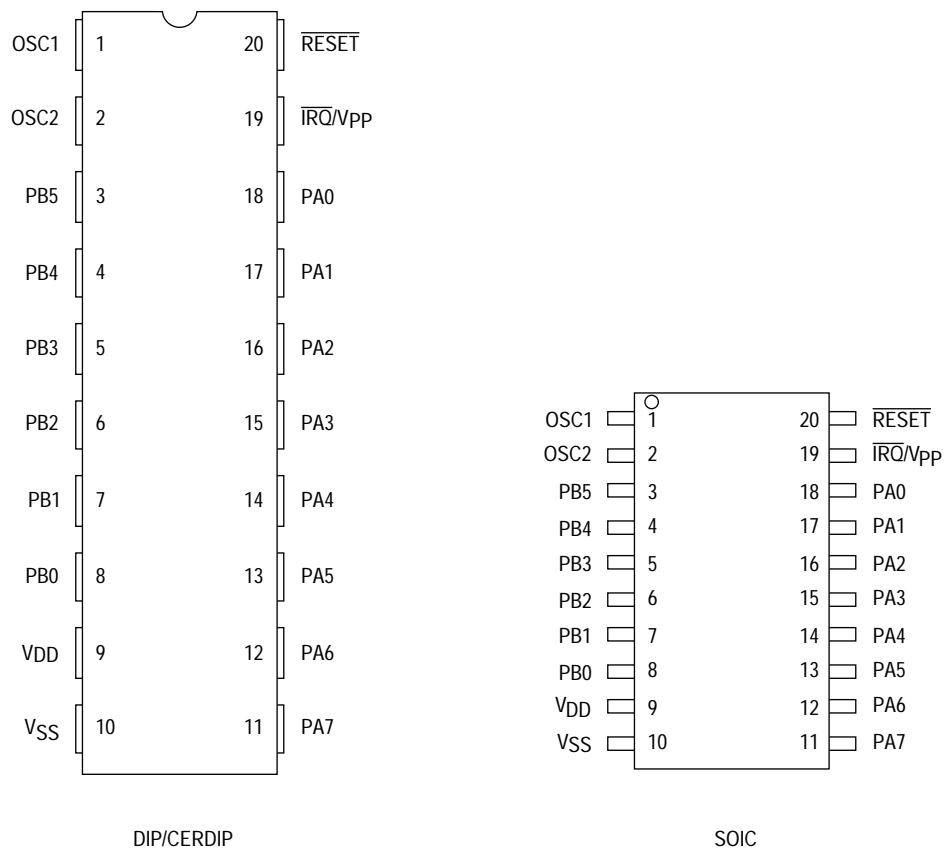 OSC1 1 20 RESET
OSC2 2 19 IRQ/VPP
PB5 3 18 PA0
PB4 4 17 PA1
PB3 5 16 PA2
PB2 6 15 PA3
PB1 7 14 PA4
PB0 8 13 PA5
VDD 9 12 PA6
VSS 10 11 PA7
DIP/CERDIP
OSC1 1 20 RESET
OSC2 2 19 IRQ/VPP
PB5 3 18 PA0
PB4 4 17 PA1
PB3 5 16 PA2
PB2 6 15 PA3
PB1 7 14 PA4
PB0 8 13 PA5
VDD 9 12 PA6
VSS 10 11 PA7
SOIC